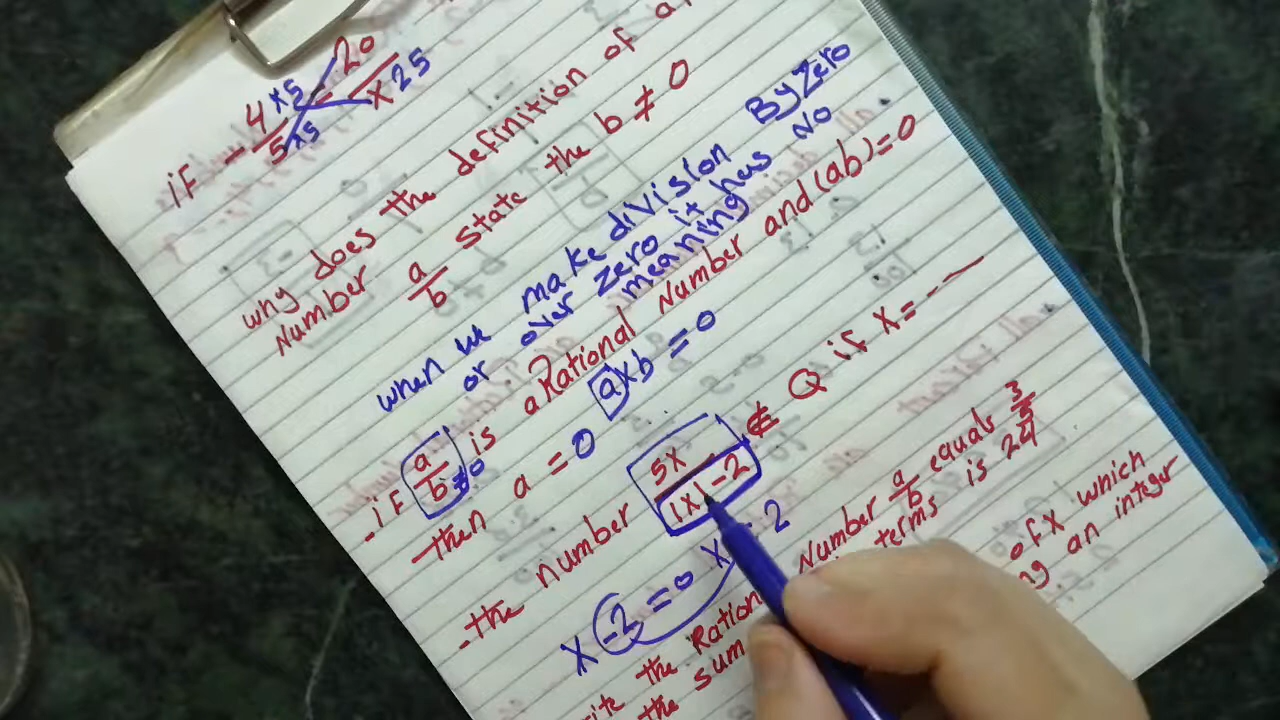 if - 4×5/5×5 = 20/x 25
why does the definition of a
Number a/b state the b ≠ 0
when we make division By Zero
or over zero it has No
meaning
- if a/b ≠0 is a Rational Number and (ab) = 0
then a = 0 a×b = 0
- the number 5x/|x|-2 ∉ Q if x = - —
x -2 = 0 x 2
the Ration Number a/b equals 3/5
the sum terms is 24
of x which
an integer